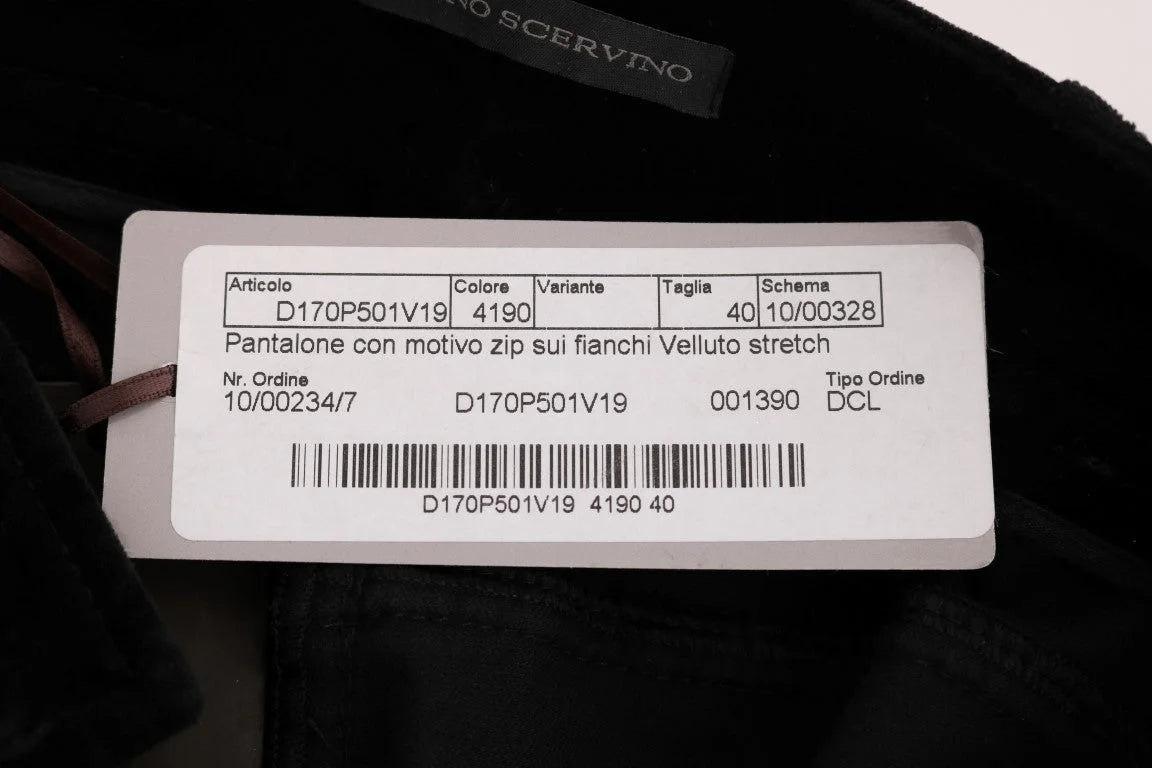 NO SCERVINO
Articolo Colore Variante Taglia Schema
D170P501V19 4190 40 10/00328
Pantalone con motivo zip sui fianchi Velluto stretch
Nr. Ordine Tipo Ordine
10/00234/7 D170P501V19 001390 DCL
D170P501V19 4190 40